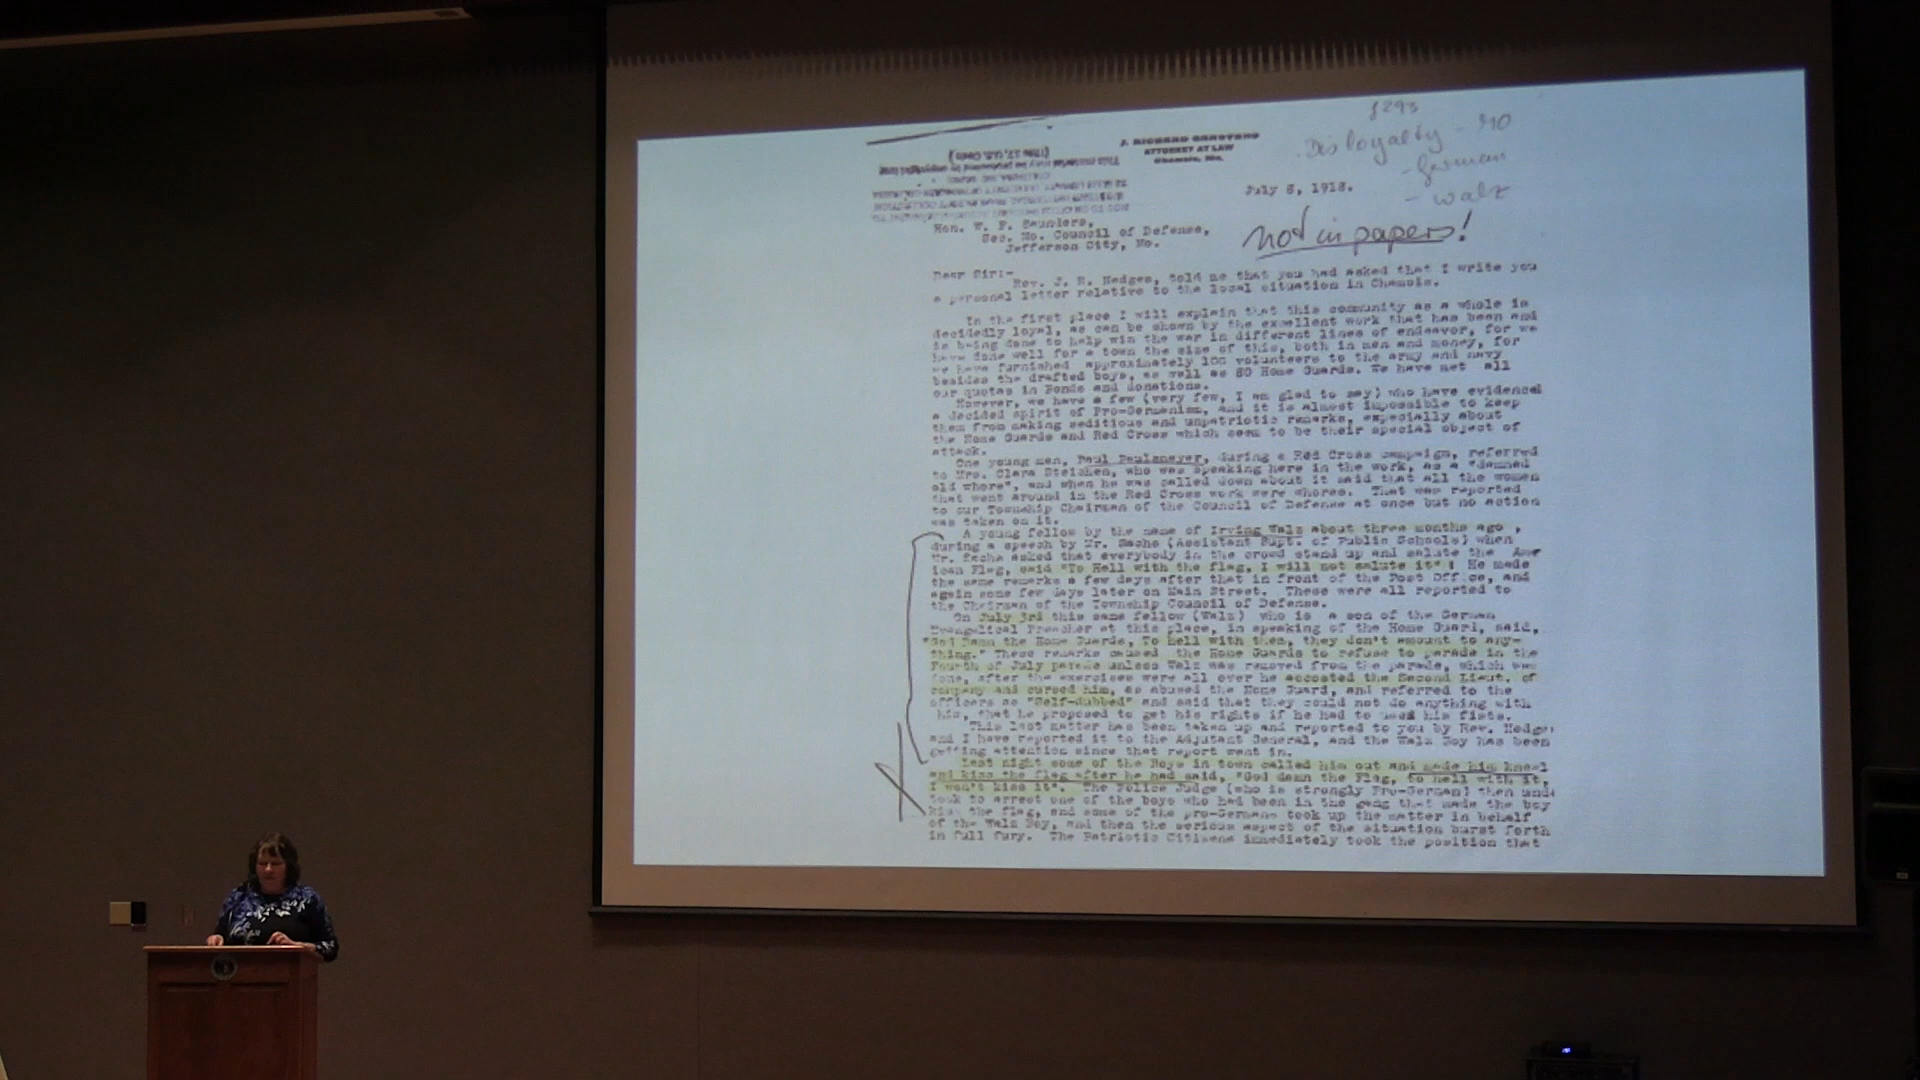 f293
Disloyalty - MO
- German
- Walz
ATTORNEY AT LAW
Chamois, Mo.
July 8, 1918.
not in papers!
Hon. W. F. Saunders,
Sec. Mo. Council of Defense,
Jefferson City, Mo.
Dear Sir:-
Rev. J. R. Hedges, told me that you had asked that I write you
a personal letter relative to the local situation in Chamois.
In the first place I will explain that this community as a whole is
decidedly loyal, as can be shown by the excellent work that has been and
is being done to help win the war in different lines of endeavor, for we
have done well for a town the size of this, both in men and money, for
we have furnished approximately 100 volunteers to the army and navy
besides the drafted boys, as well as 80 Home Guards. We have met all
our quotas in Bonds and donations.
However, we have a few (very few, I am glad to say) who have evidenced
a decided spirit of Pro-Germanism, and it is almost impossible to keep
them from making seditious and unpatriotic remarks, expecially about
the Home Guards and Red Cross which seem to be their special object of
attack.
One young man, Paul Paulsmeyer, during a Red Cross campaign, referred
to Mrs. Clara Steichen, who was speaking here in the work, as a "damned
old whore", and when he was called down about it said that all the women
that went around in the Red Cross work were whores. That was reported
to our Township Chairman of the Council of Defense at once but no action
was taken on it.
A young fellow by the name of Irving Walz about three months ago ,
during a speech by Mr. Sachs (Assistant Supt. of Public Schools) when
Mr. Sachs asked that everybody in the crowd stand up and salute the Amer
ican Flag, said "To Hell with the flag, I will not salute it"! He made
the same remarks a few days after that in front of the Post Office, and
again some few days later on Main Street. These were all reported to
the Chairman of the Township Council of Defense.
On July 3rd this same fellow (Walz) who is a son of the German
Evangelical Preacher at this place, in speaking of the Home Guard, said,
"God Damn the Home Guards, To Hell with them, they don't amount to any-
thing." These remarks caused the Home Guards to refuse to parade in the
Fourth of July parade unless Walz was removed from the parade, which was
done, after the exercises were all over he accosted the Second Lieut. of
company and cursed him, as abused the Home Guard, and referred to the
officers as "Self-dubbed" and said that they could not do anything with
him, that he proposed to get his rights if he had to used his fists.
This last matter has been taken up and reported to you by Rev. Hedges
and I have reported it to the Adjutant General, and the Walz Boy has been
getting attention since that report went in.
Last night some of the Boys in town called him out and made him kneel
and kiss the flag after he had said, "God damn the Flag, to hell with it,
I won't kiss it". The Police Judge (who is strongly Pro-German) then unde
took to arrest one of the boys who had been in the gang that made the boy
kiss the flag, and some of the pro-Germans took up the matter in behalf
of the Walz Boy, and then the serious aspect of the situation burst forth
in full fury. The Patriotic Citizens immediately took the position that